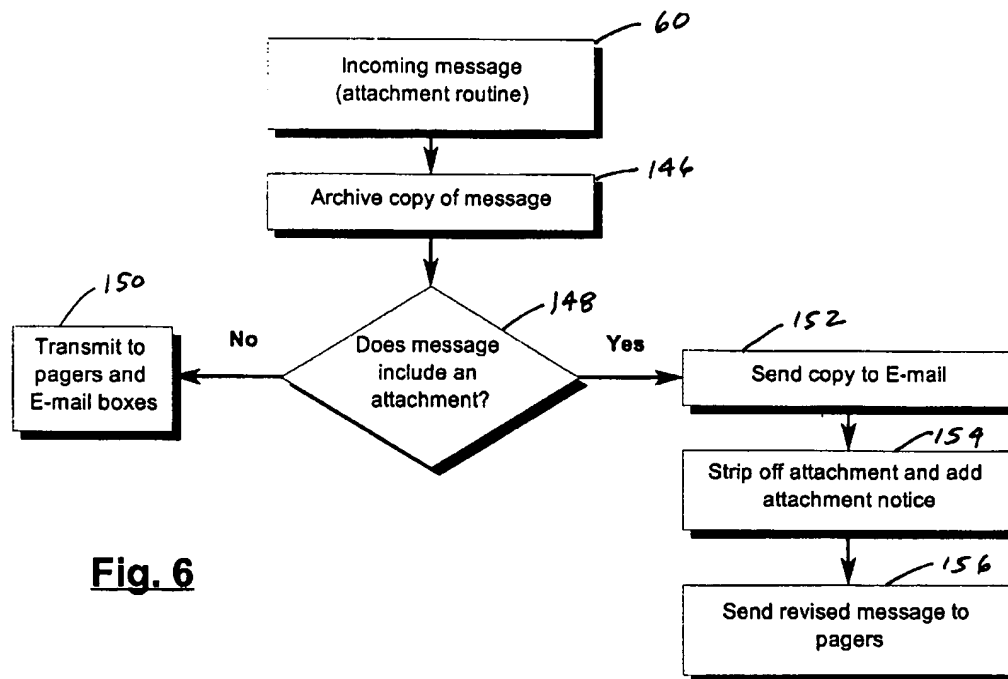 60
Incoming message
(attachment routine)
146
Archive copy of message
148
Does message
include an
attachment?
No
150
Transmit to
pagers and
E-mail boxes
Yes
152
Send copy to E-mail
154
Strip off attachment and add
attachment notice
156
Send revised message to
pagers
Fig. 6